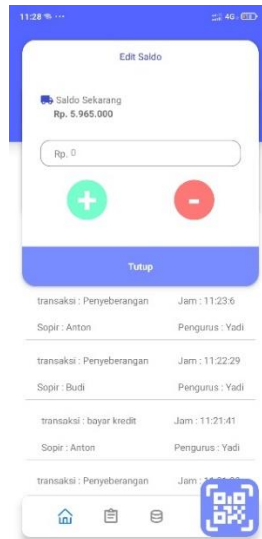 11:28
4G
Edit Saldo
Saldo Sekarang
Rp. 5.965.000
Rp. 0
+
-
Tutup
transaksi : Penyeberangan Jam : 11:23:6
Sopir : Anton Pengurus : Yadi
transaksi : Penyeberangan Jam : 11:22:29
Sopir : Budi Pengurus : Yadi
transaksi : bayar kredit Jam : 11:21:41
Sopir : Anton Pengurus : Yadi
transaksi : Penyeberangan Jam :